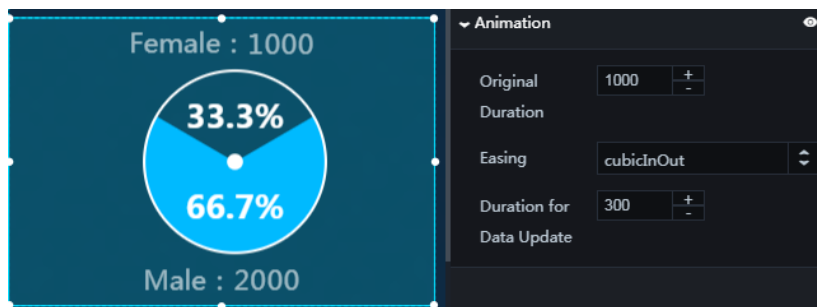 Female : 1000
33.3%
66.7%
Male : 2000
Animation
Original
Duration
1000
+
-
Easing
cubicInOut
Duration for
Data Update
300
+
-